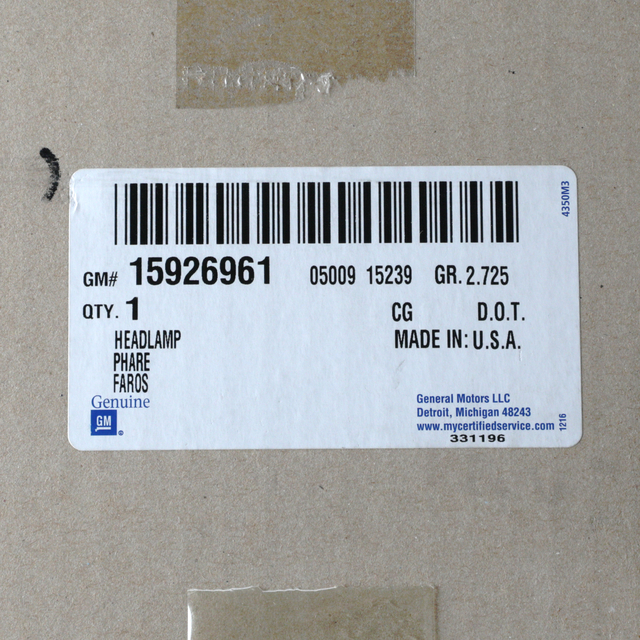 4350M3
GM# 15926961 05009 15239 GR. 2.725
QTY. 1 CG D.O.T.
HEADLAMP MADE IN: U.S.A.
PHARE
FAROS
Genuine
GM
General Motors LLC
Detroit, Michigan 48243
www.mycertifiedservice.com
331196
1216